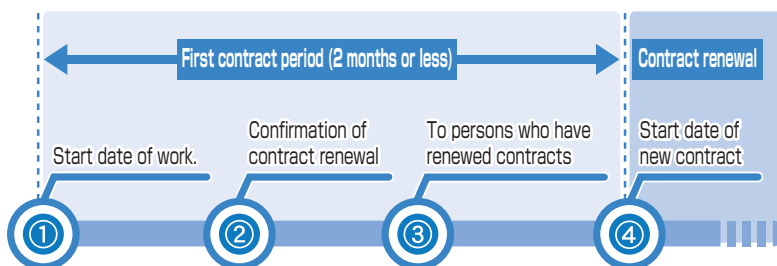 First contract period (2 months or less)
Contract renewal
Start date of work.
Confirmation of
contract renewal
To persons who have
renewed contracts
Start date of
new contract
①
②
③
④